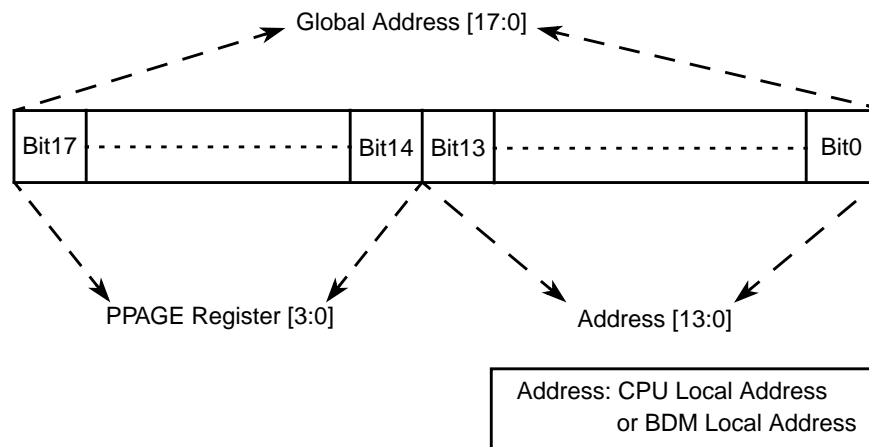 Global Address [17:0]
Bit17
Bit14
Bit13
Bit0
PPAGE Register [3:0]
Address [13:0]
Address: CPU Local Address
or BDM Local Address